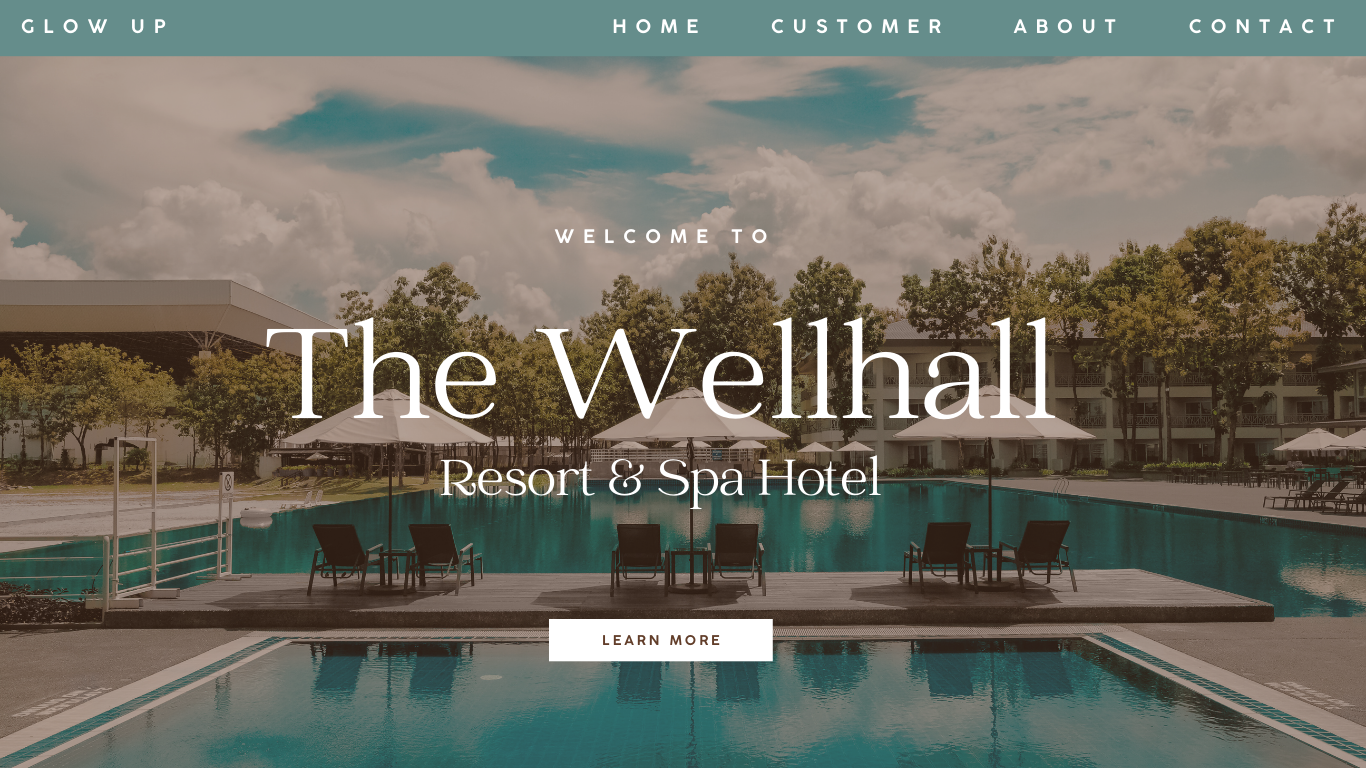 GLOW UP
HOME CUSTOMER ABOUT CONTACT
WELCOME TO
The Wellhall
Resort & Spa Hotel
LEARN MORE